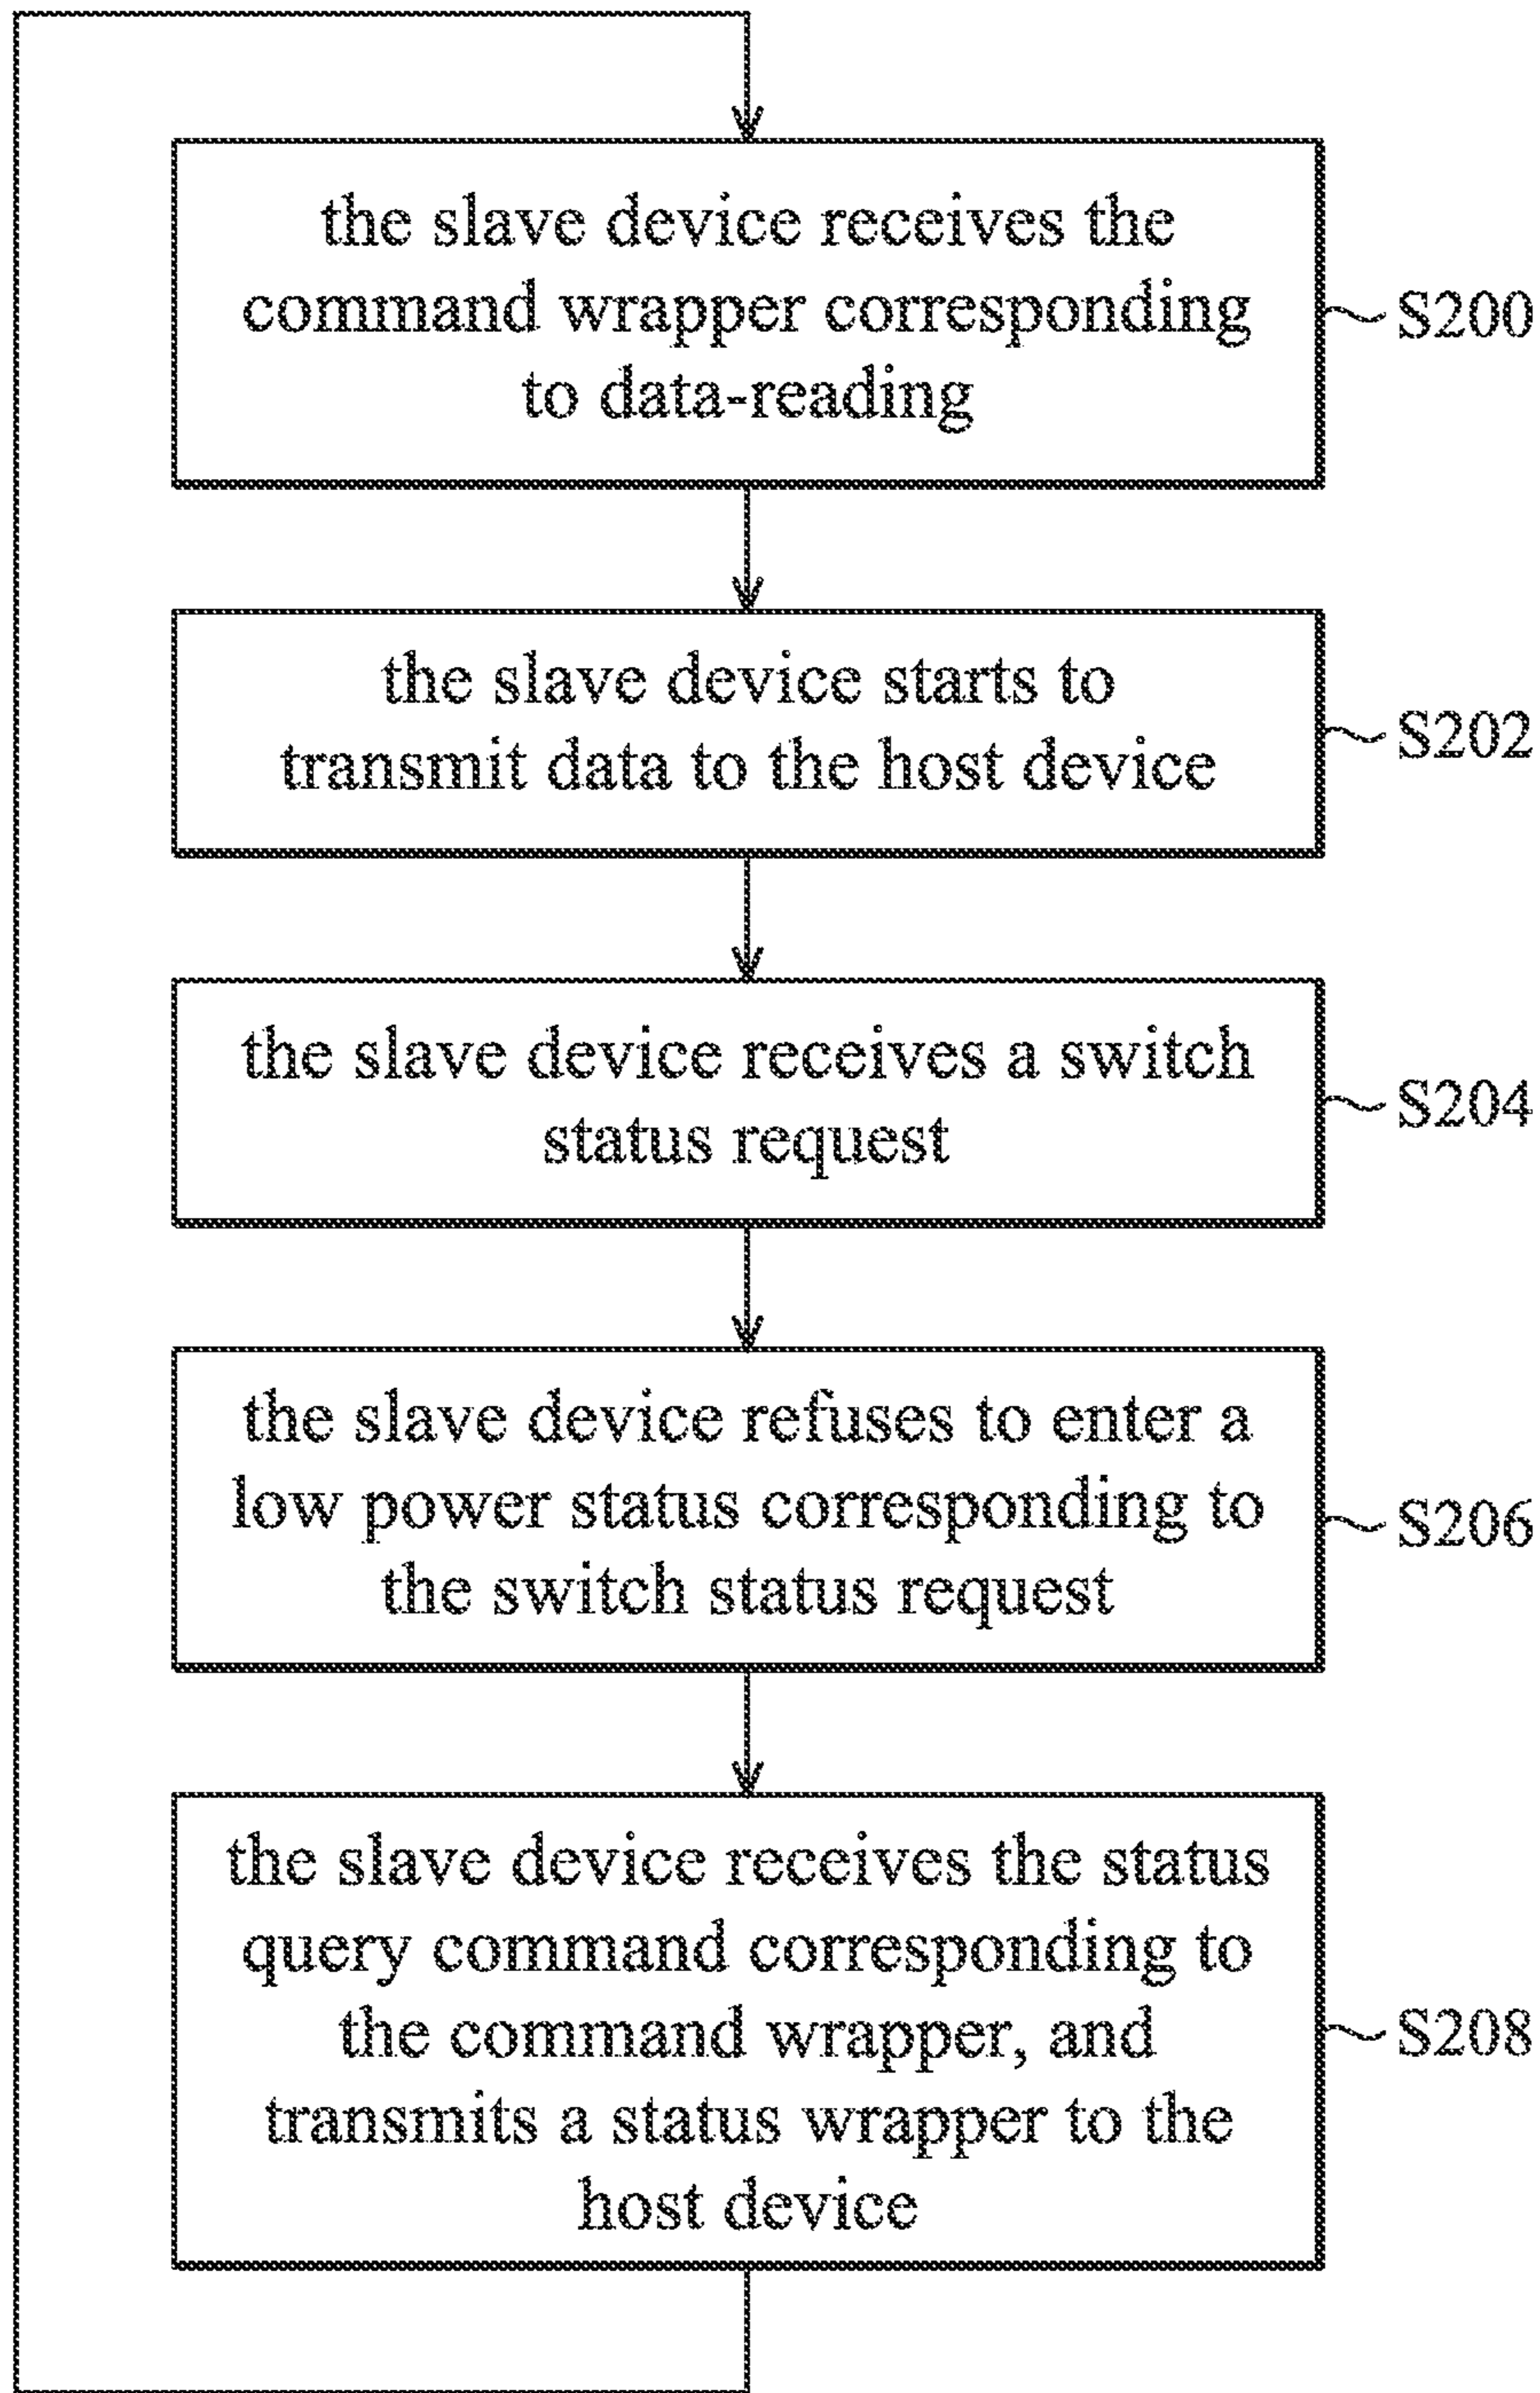 the slave device receives the
command wrapper corresponding
to data-reading
S200
the slave device starts to
transmit data to the host device
S202
the slave device receives a switch
status request
S204
the slave device refuses to enter a
low power status corresponding to
the switch status request
S206
the slave device receives the status
query command corresponding to
the command wrapper, and
transmits a status wrapper to the
host device
S208